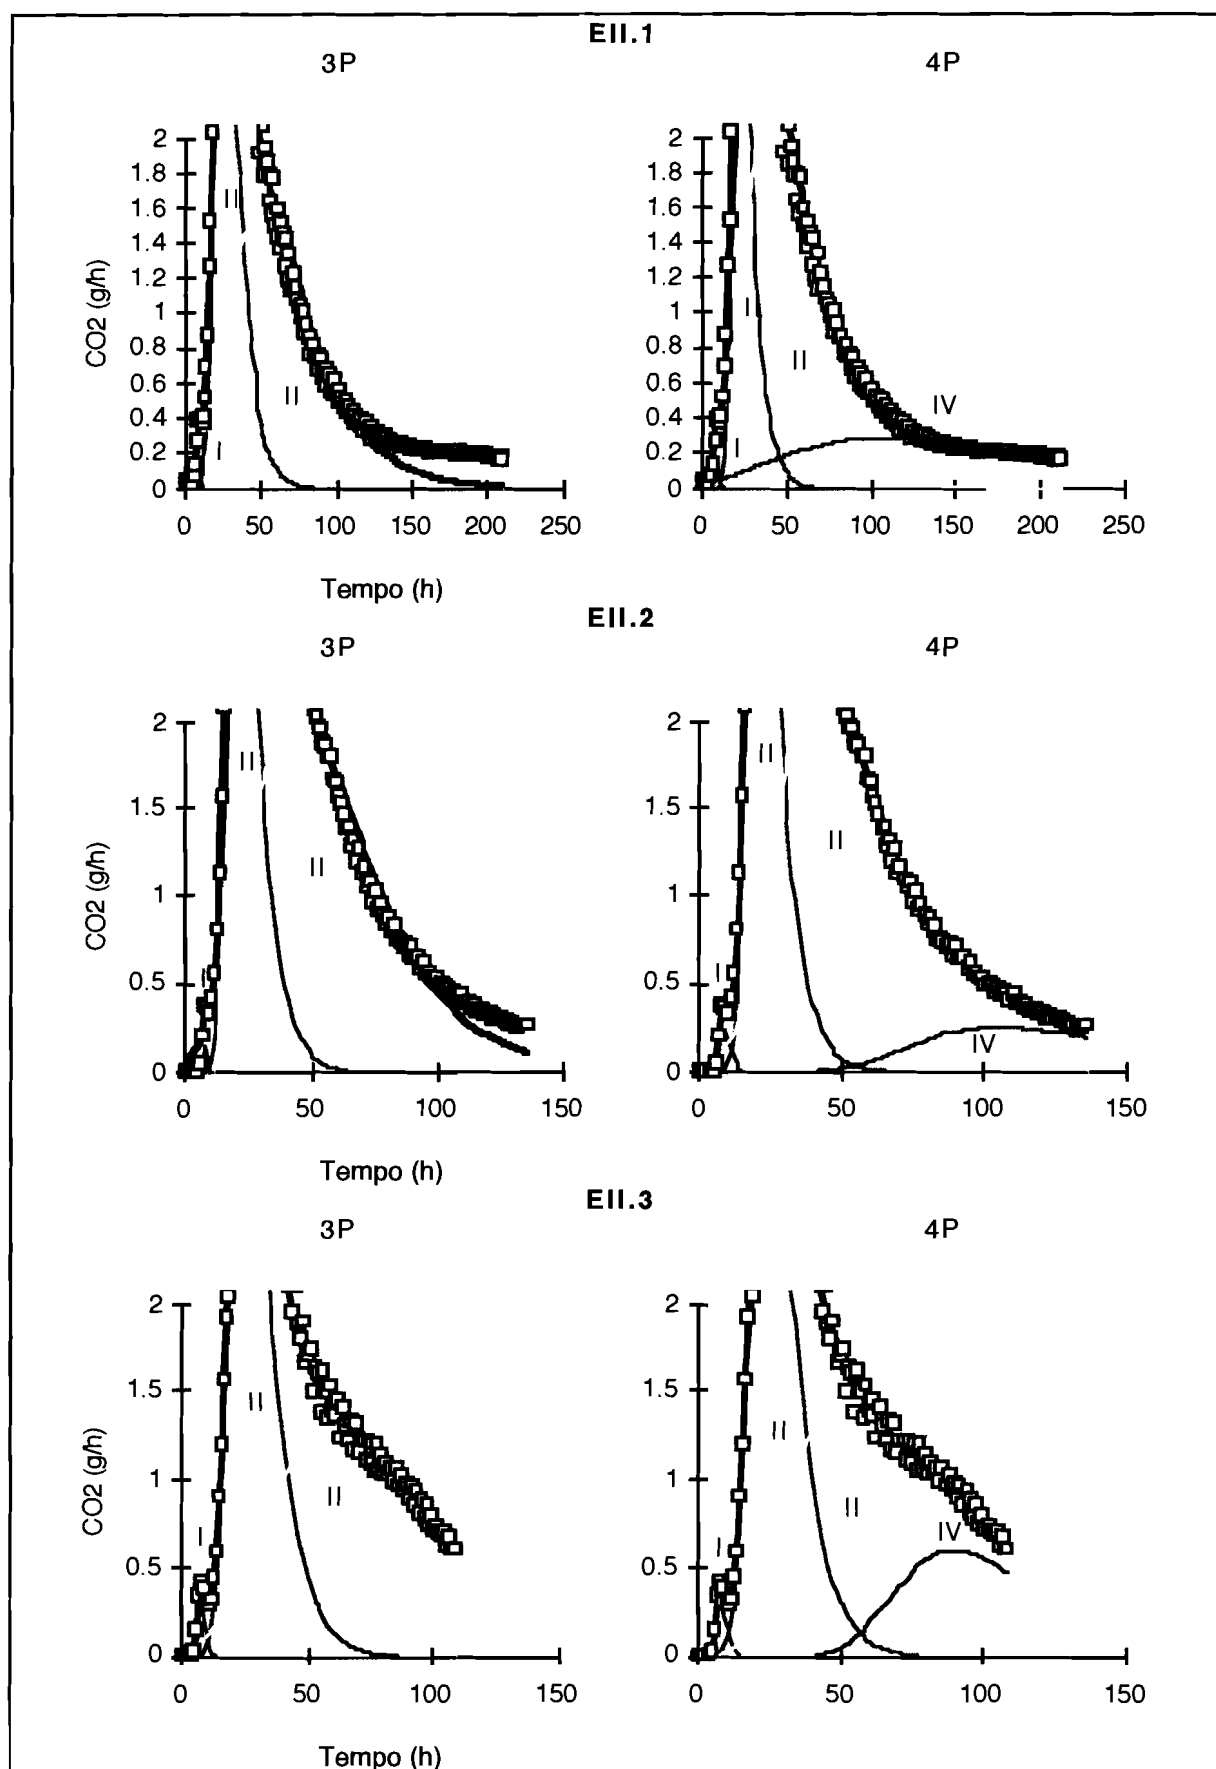 EII.1
3P 4P
2 2
1.8 1.8
1.6 II 1.6
1.4 1.4
1.2 1.2
CO2 (g/h) 1 1 I
0.8 0.8 II
0.6 II 0.6
0.4 0.4 IV
0.2 I 0.2 I
0 0
0 50 100 150 200 250 0 50 100 150 200 250
Tempo (h)
EII.2
3P 4P
2 II 2 II
1.5 1.5
II II
CO2 (g/h) 1 1
0.5 I 0.5 I
IV
0 0
0 50 100 150 0 50 100 150
Tempo (h)
EII.3
3P 4P
2 2
1.5 II 1.5 II
CO2 (g/h) 1 II 1 II
I I IV
0.5 0.5
0 0
0 50 100 150 0 50 100 150
Tempo (h)